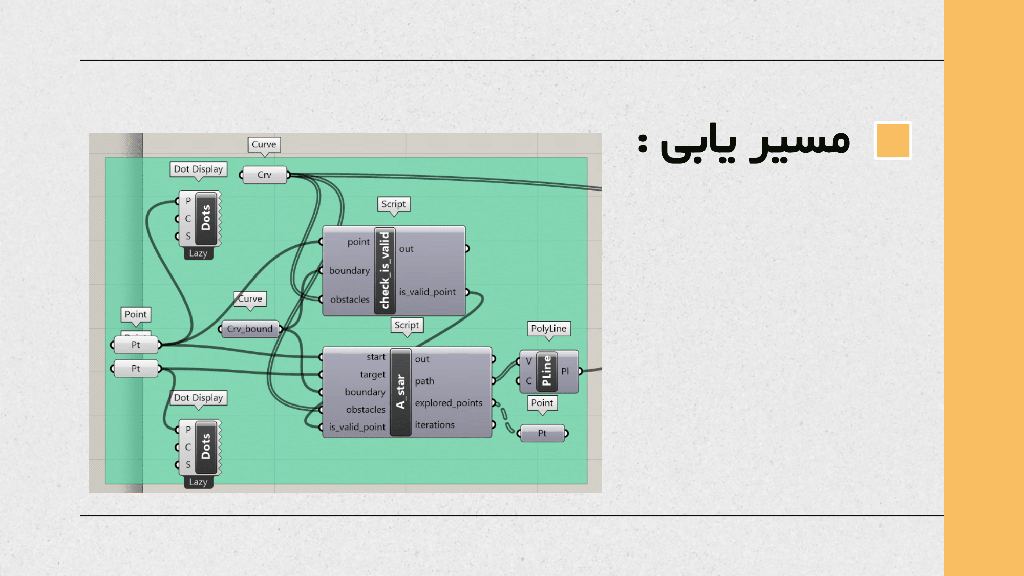 مسیر یابی :
Curve
Dot Display
Crv
P
C
S
Dots
Lazy
Script
point
boundary
obstacles
check_is_valid
out
is_valid_point
Curve
Crv_bound
Point
Pt
Pt
Script
start
target
boundary
obstacles
is_valid_point
A_star
out
path
explored_points
iterations
PolyLine
V
C
PLine
Pl
Point
Pt
Dot Display
P
C
S
Dots
Lazy